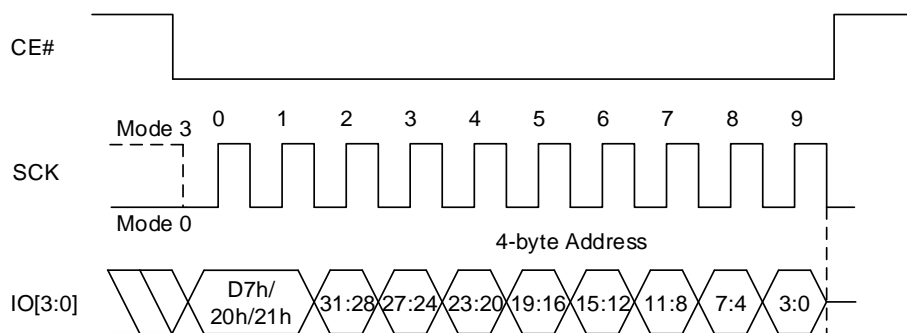 CE#
Mode 3 0 1 2 3 4 5 6 7 8 9
SCK
Mode 0
4-byte Address
IO[3:0] D7h/ 31:28 27:24 23:20 19:16 15:12 11:8 7:4 3:0
20h/21h